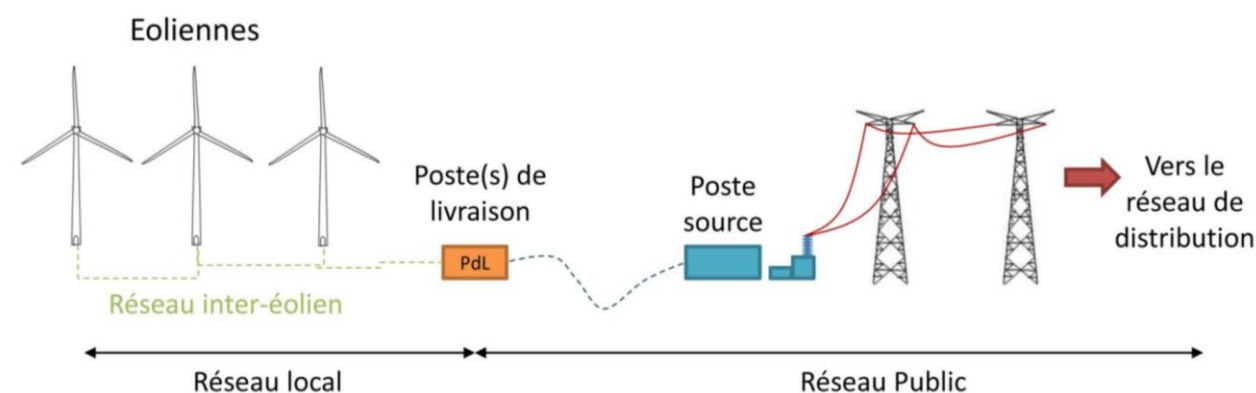 Eoliennes
Poste(s) de
livraison
Poste
source
Vers le
réseau de
distribution
PdL
Réseau inter-éolien
Réseau local
Réseau Public